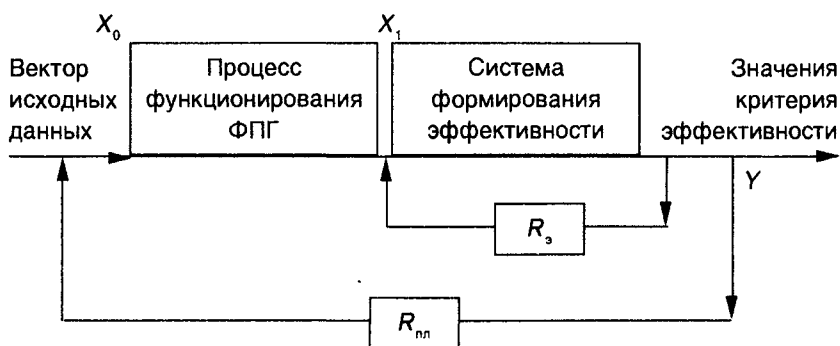 X₀
X₁
Вектор
исходных
данных
Процесс
функционирования
ФПГ
Система
формирования
эффективности
Значения
критерия
эффективности
Y
Rэ
Rпл